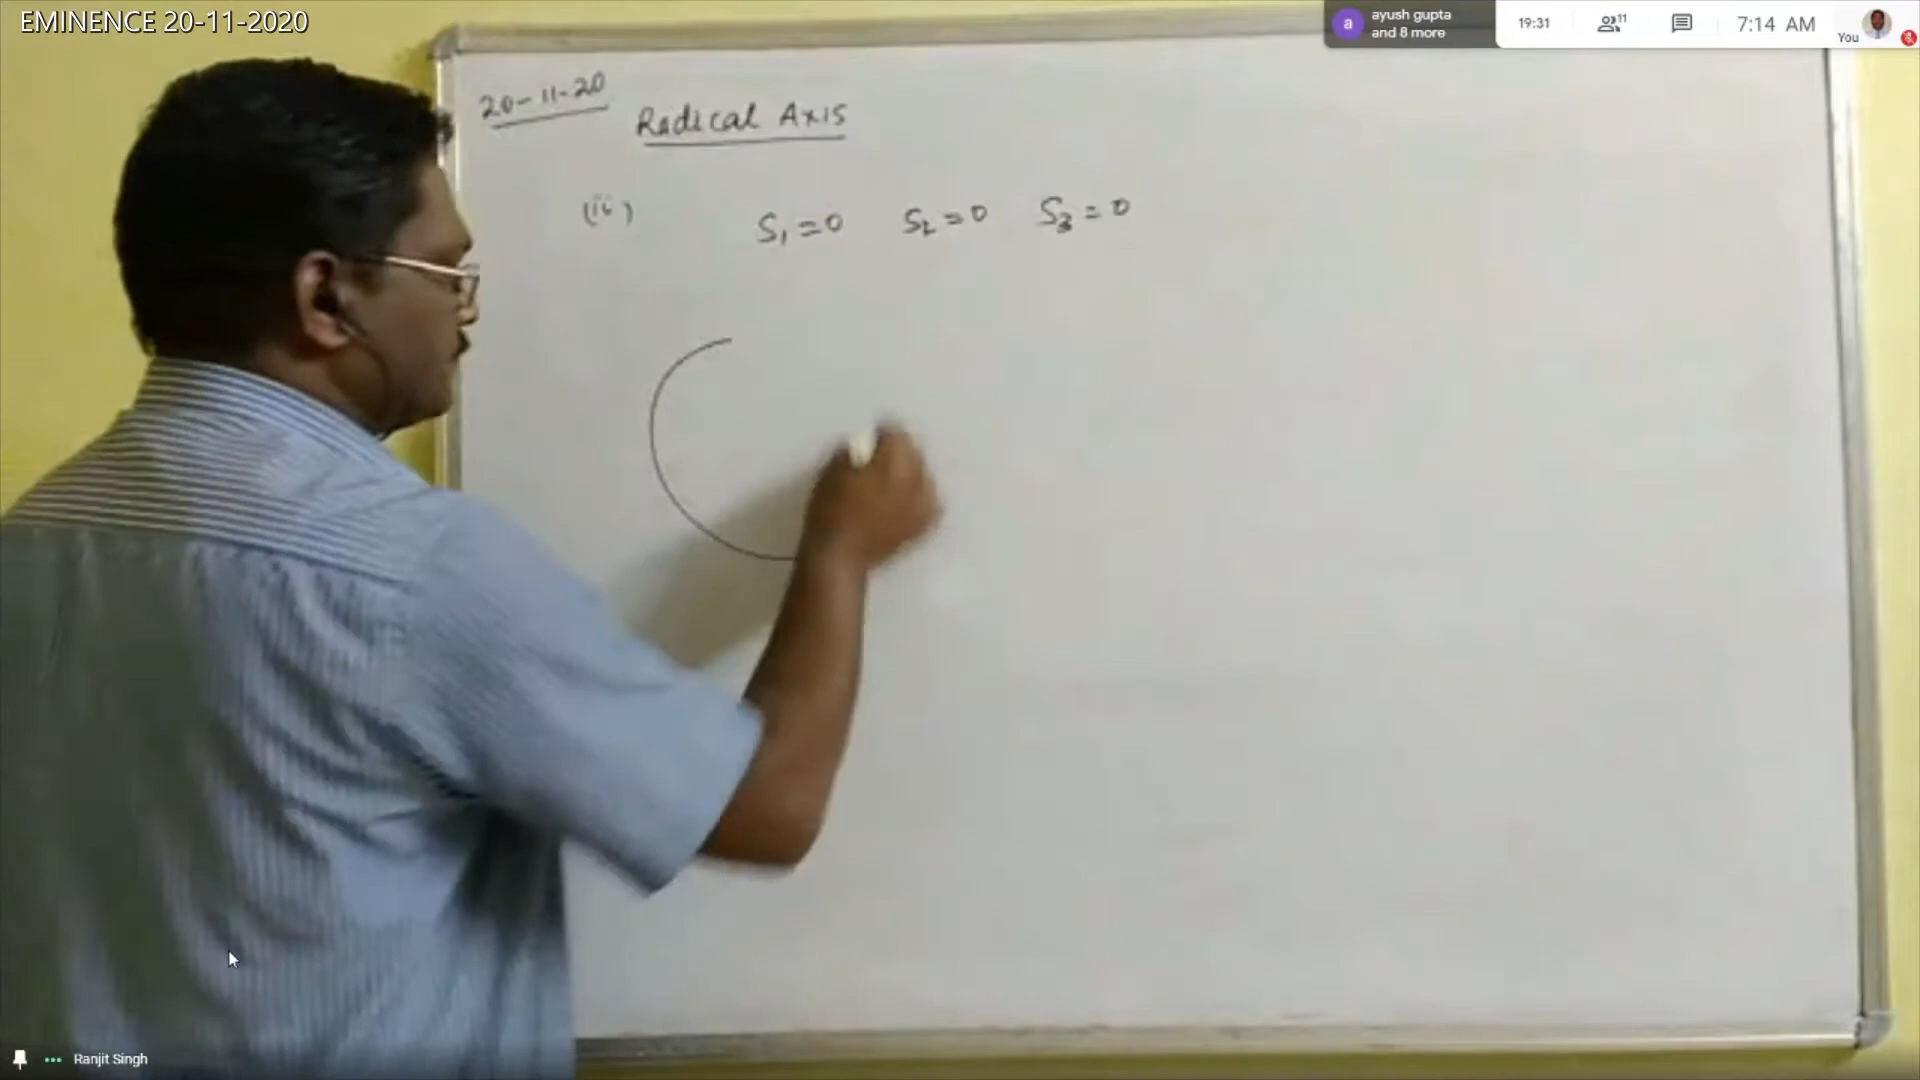 EMINENCE 20-11-2020
ayush gupta
and 8 more
a
19:31
11
7:14 AM
You
20-11-20
Radical Axis
S₁=0 S₂=0 S₃=0
Ranjit Singh